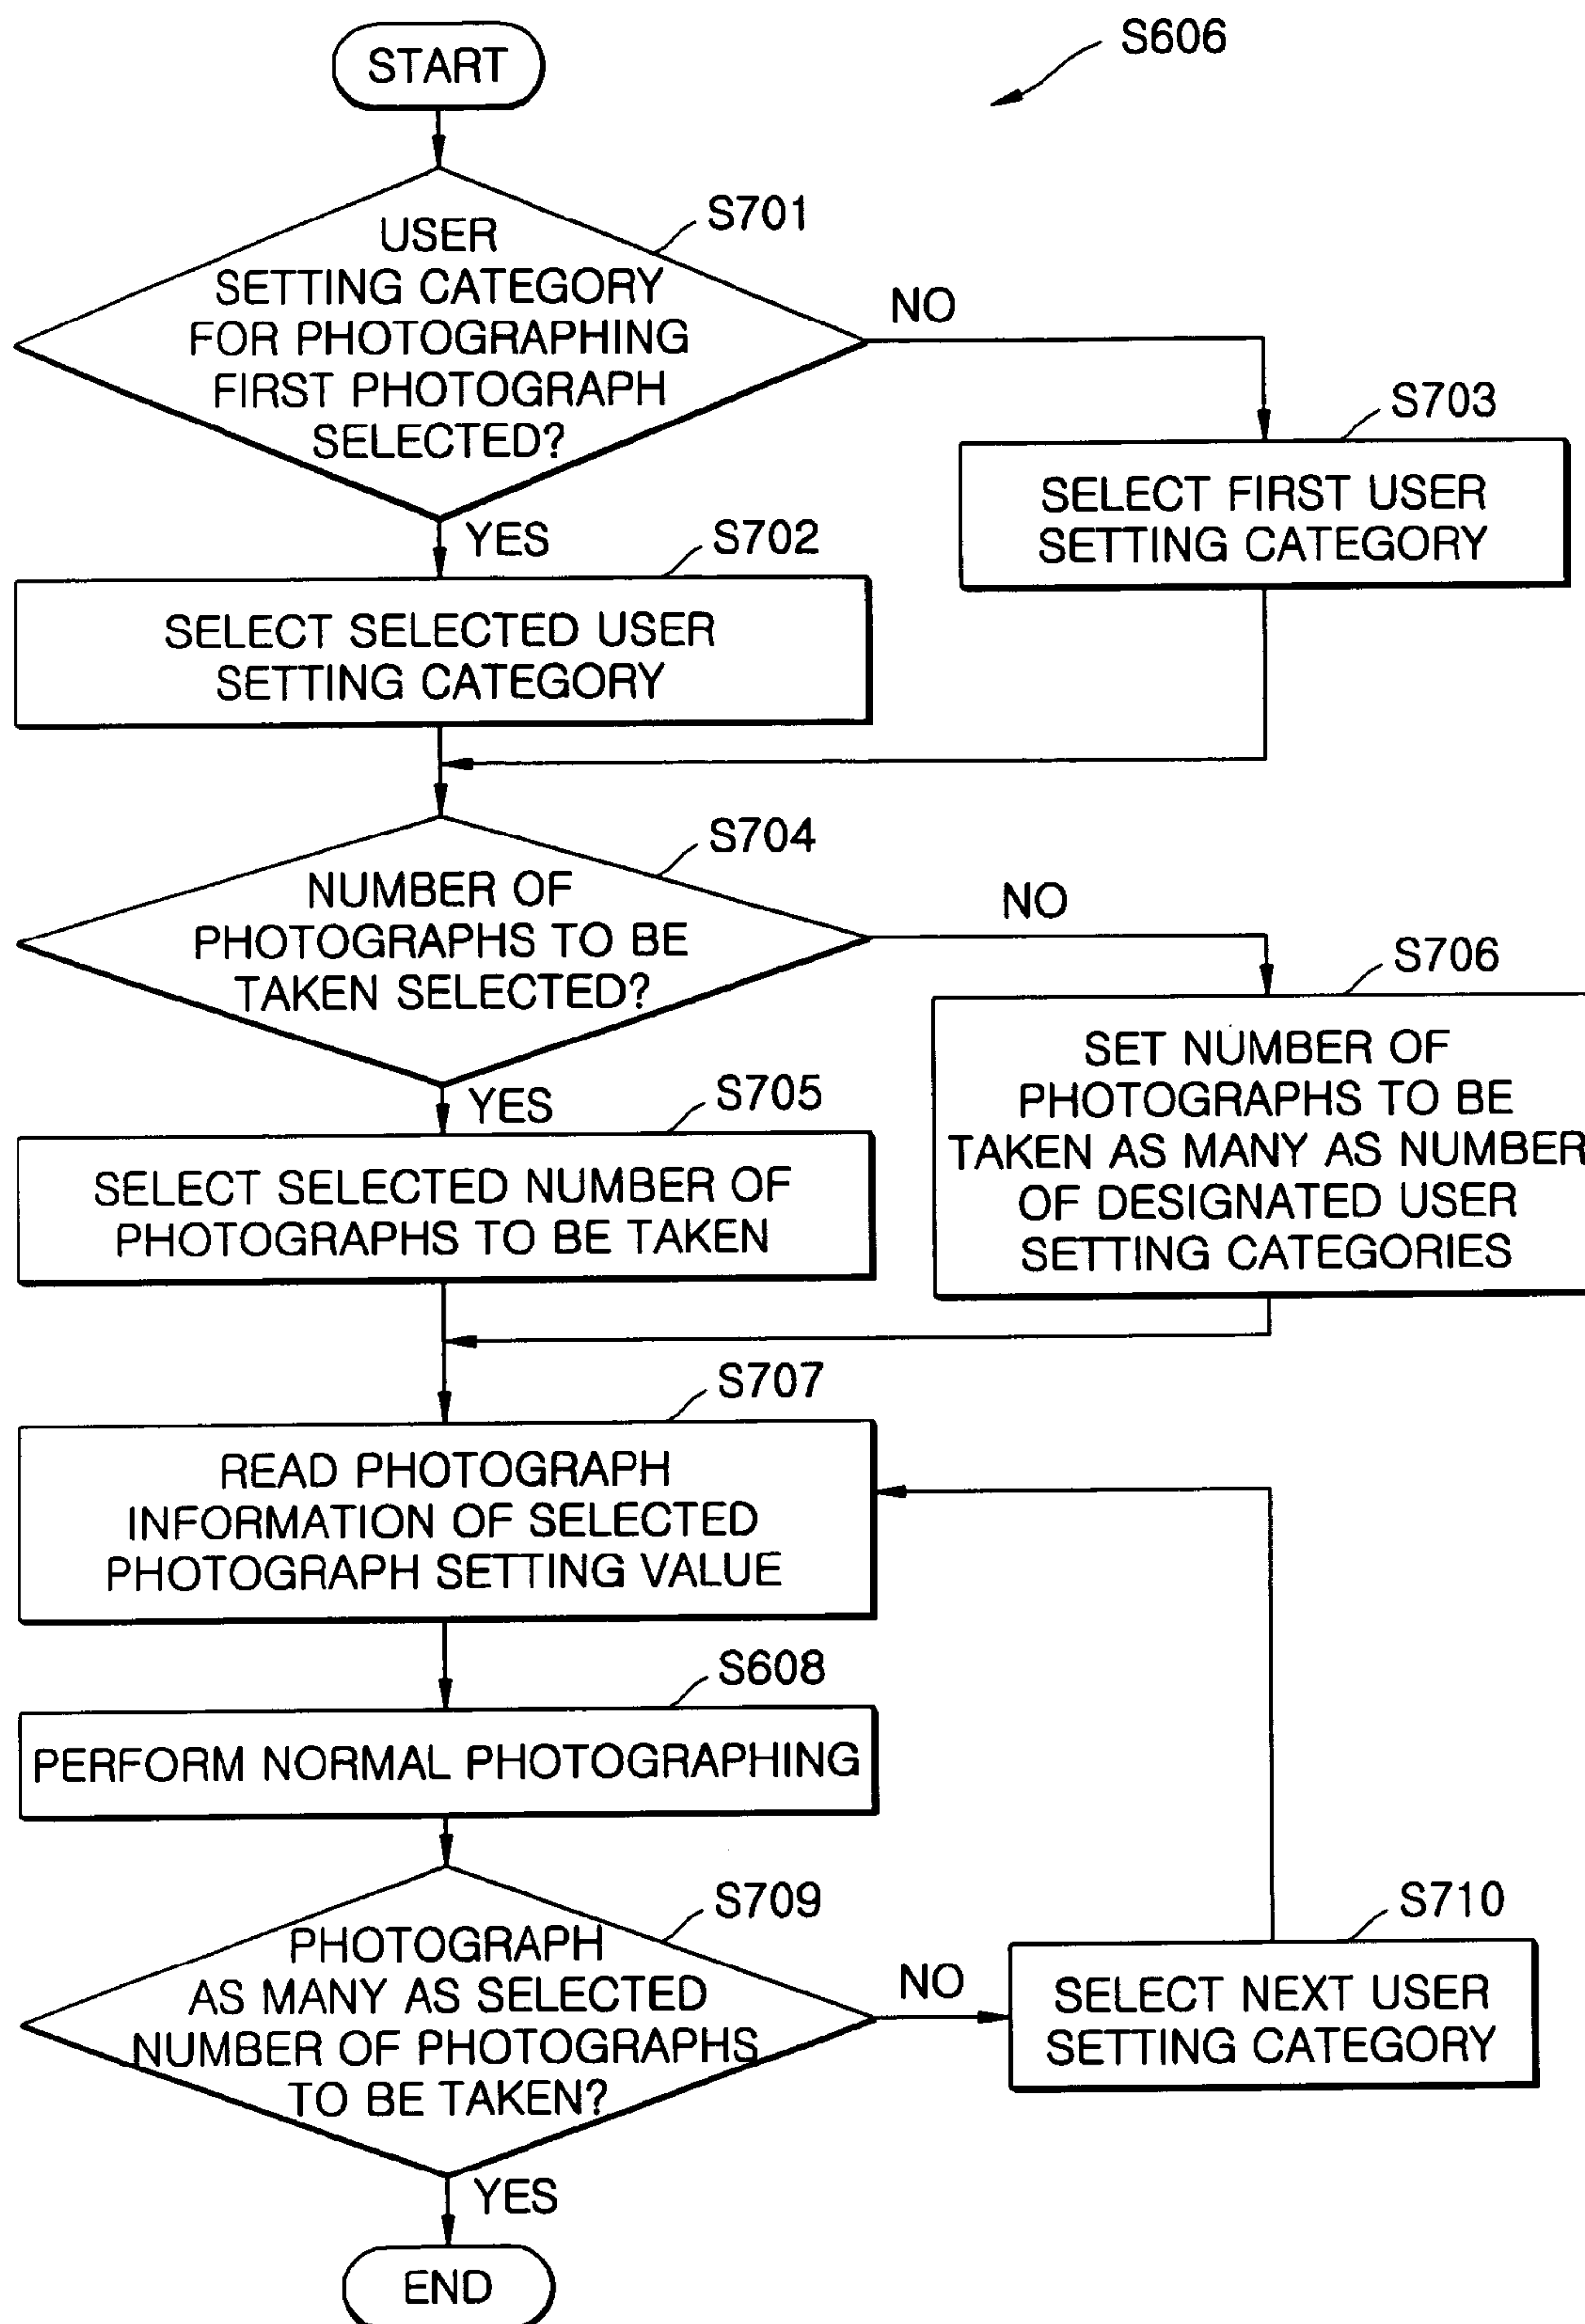 S606
START
S701
USER
SETTING CATEGORY
FOR PHOTOGRAPHING
FIRST PHOTOGRAPH
SELECTED?
NO
S703
SELECT FIRST USER
SETTING CATEGORY
YES
S702
SELECT SELECTED USER
SETTING CATEGORY
S704
NUMBER OF
PHOTOGRAPHS TO BE
TAKEN SELECTED?
NO
S706
SET NUMBER OF
PHOTOGRAPHS TO BE
TAKEN AS MANY AS NUMBER
OF DESIGNATED USER
SETTING CATEGORIES
YES
S705
SELECT SELECTED NUMBER OF
PHOTOGRAPHS TO BE TAKEN
S707
READ PHOTOGRAPH
INFORMATION OF SELECTED
PHOTOGRAPH SETTING VALUE
S608
PERFORM NORMAL PHOTOGRAPHING
S709
PHOTOGRAPH
AS MANY AS SELECTED
NUMBER OF PHOTOGRAPHS
TO BE TAKEN?
NO
S710
SELECT NEXT USER
SETTING CATEGORY
YES
END